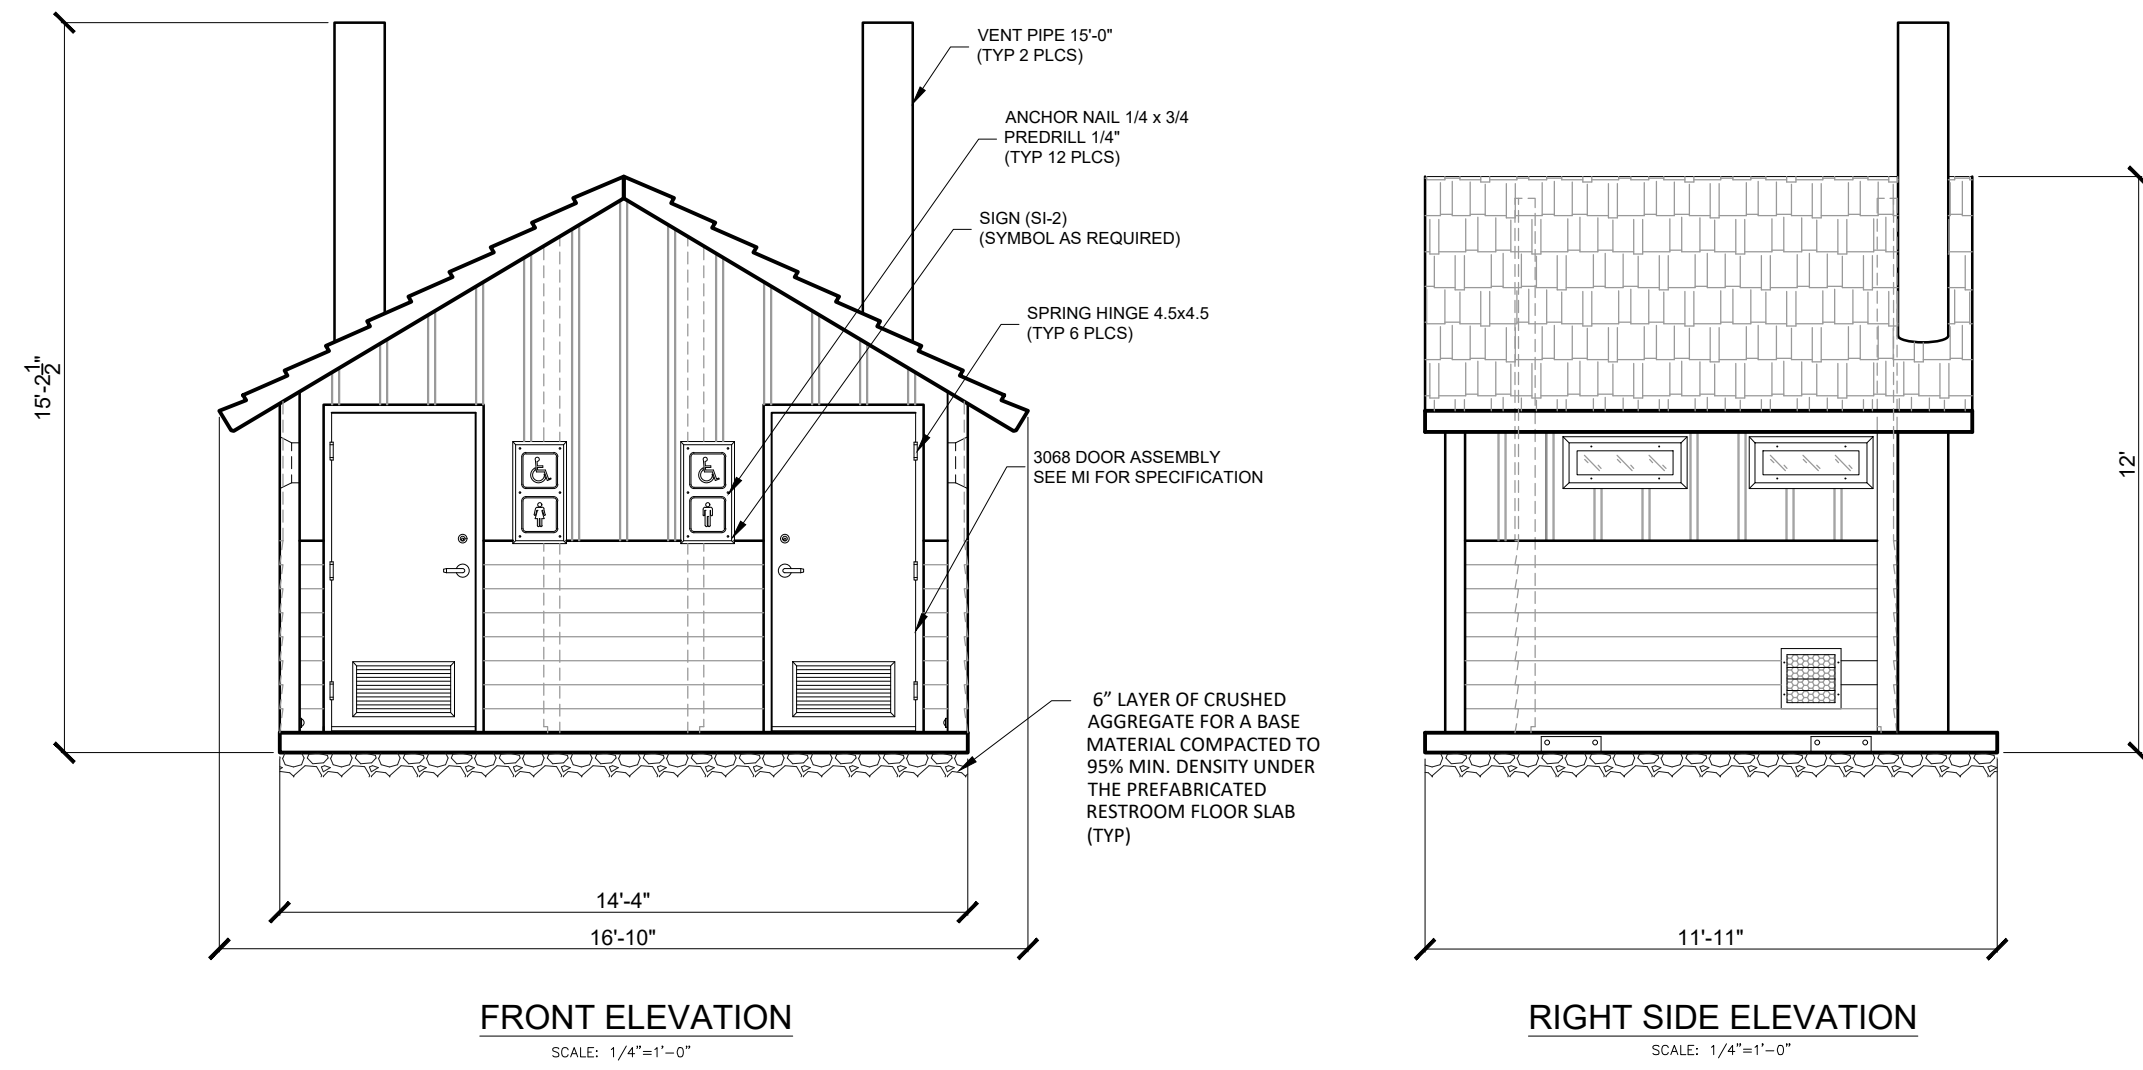 VENT PIPE 15'-0"
(TYP 2 PLCS)
ANCHOR NAIL 1/4 x 3/4
PREDRILL 1/4"
(TYP 12 PLCS)
SIGN (SI-2)
(SYMBOL AS REQUIRED)
SPRING HINGE 4.5x4.5
(TYP 6 PLCS)
3068 DOOR ASSEMBLY
SEE MI FOR SPECIFICATION
6” LAYER OF CRUSHED
AGGREGATE FOR A BASE
MATERIAL COMPACTED TO
95% MIN. DENSITY UNDER
THE PREFABRICATED
RESTROOM FLOOR SLAB
(TYP)
15'-2 1/2"
14'-4"
16'-10"
FRONT ELEVATION
SCALE: 1/4"=1'-0"
12'
11'-11"
RIGHT SIDE ELEVATION
SCALE: 1/4"=1'-0"